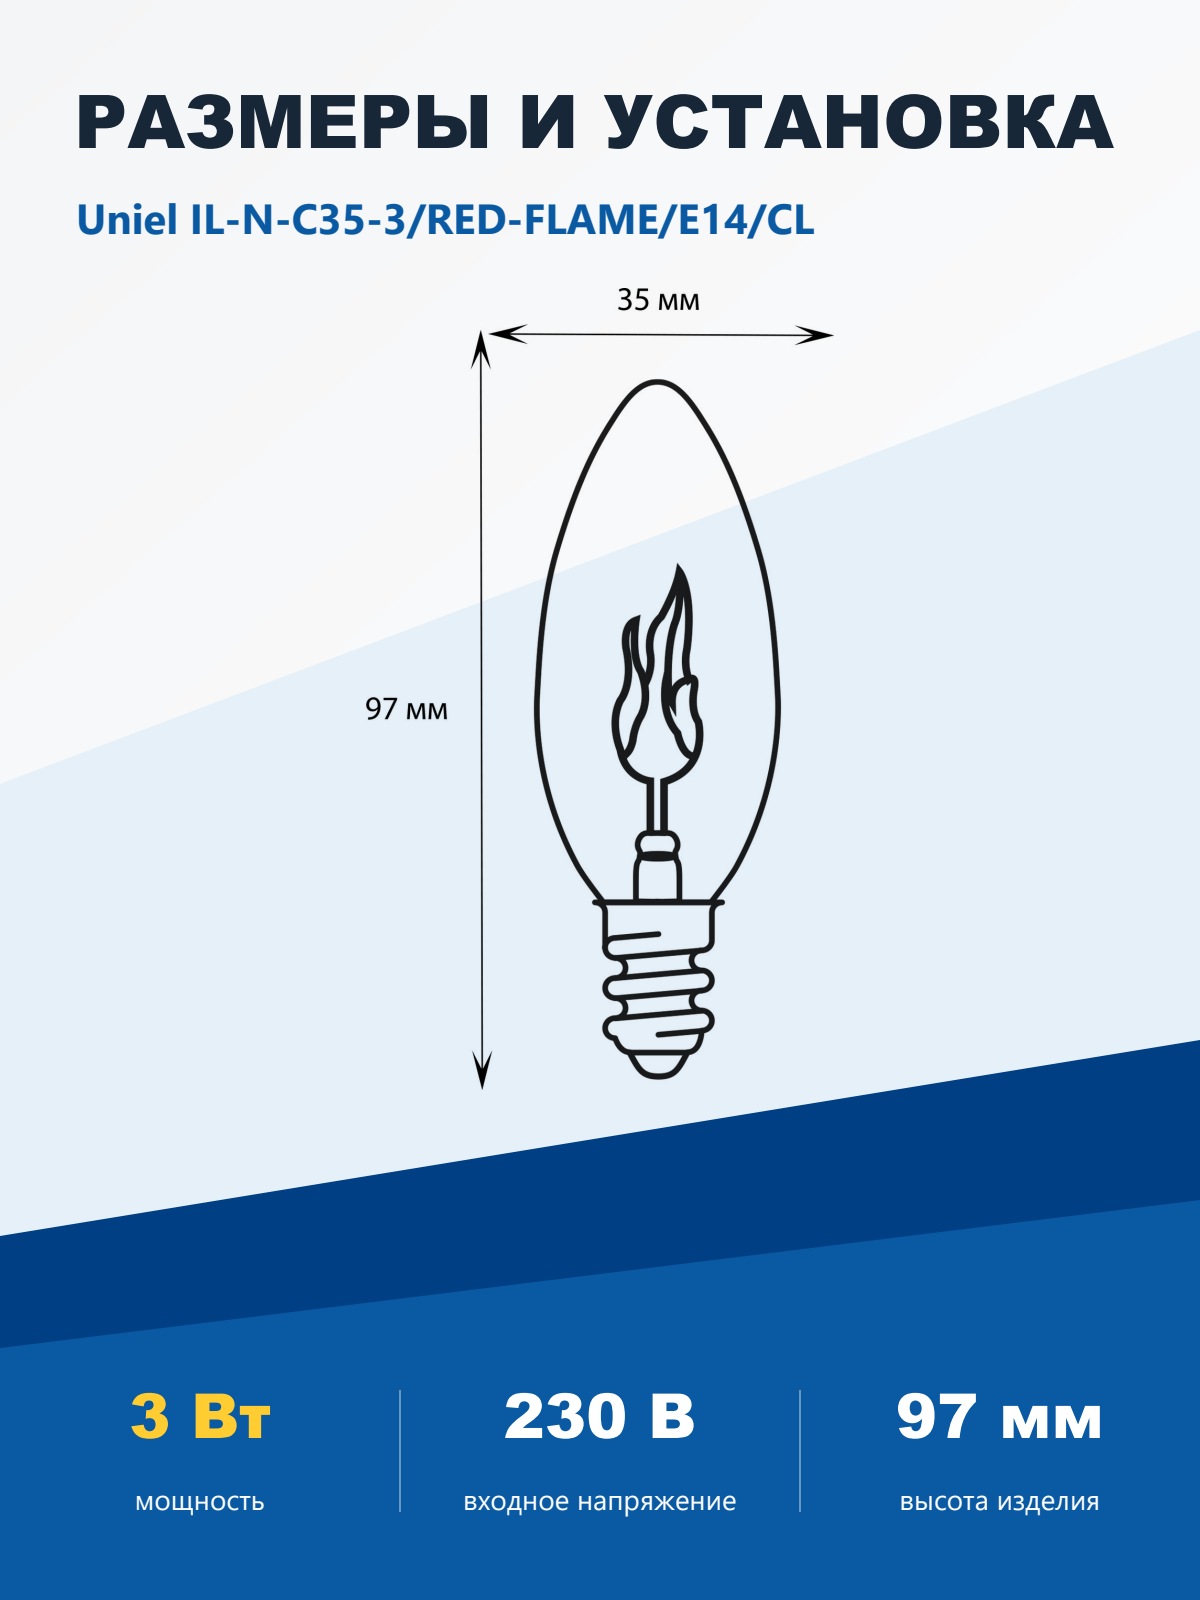 РАЗМЕРЫ И УСТАНОВКА
Uniel IL-N-C35-3/RED-FLAME/E14/CL
35 мм
97 мм
3 Вт
230 В
97 мм
мощность
входное напряжение
высота изделия